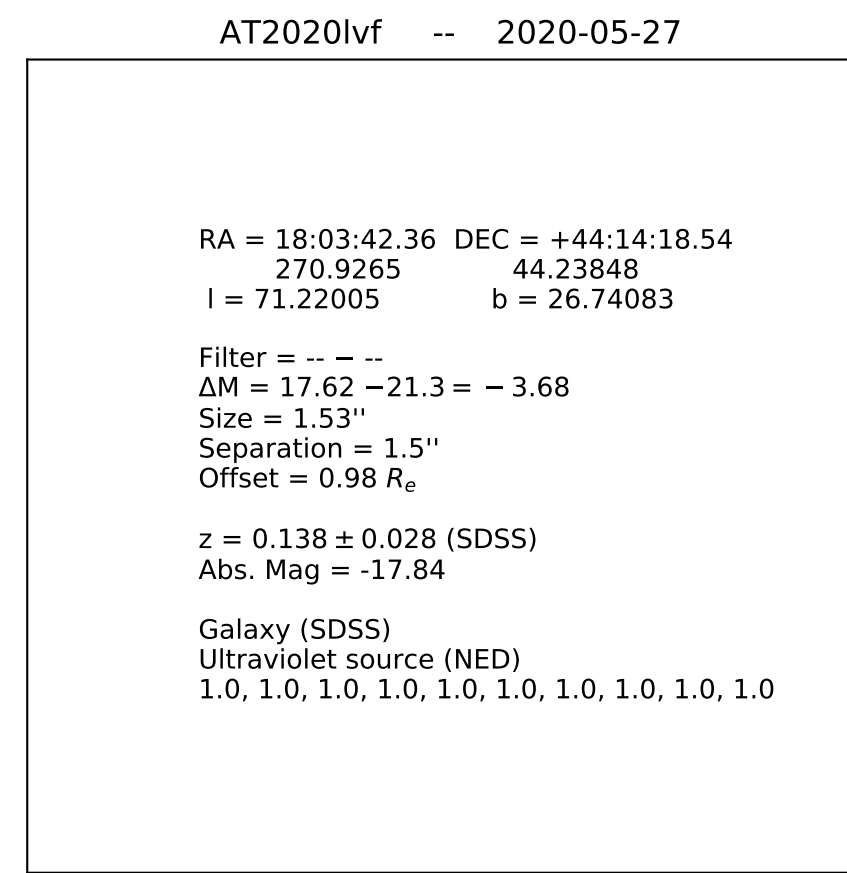 AT2020lvf -- 2020-05-27
RA = 18:03:42.36 DEC = +44:14:18.54
270.9265 44.23848
l = 71.22005 b = 26.74083
Filter = -- − --
ΔM = 17.62 −21.3 = − 3.68
Size = 1.53''
Separation = 1.5''
Offset = 0.98 Rₑ
z = 0.138 ± 0.028 (SDSS)
Abs. Mag = -17.84
Galaxy (SDSS)
Ultraviolet source (NED)
1.0, 1.0, 1.0, 1.0, 1.0, 1.0, 1.0, 1.0, 1.0, 1.0